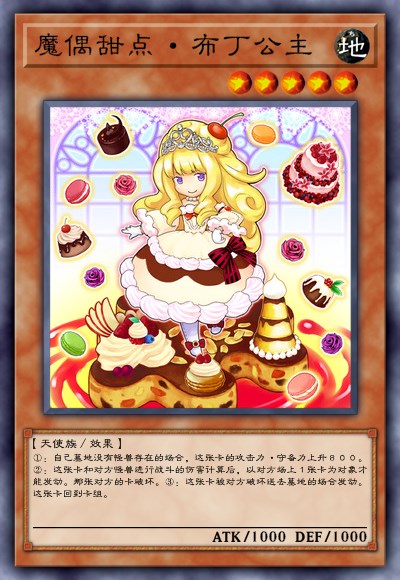 魔偶甜点·布丁公主
地
【天使族/效果】
①：自己墓地没有怪兽存在的场合，这张卡的攻击力·守备力上升８００。
②：这张卡和对方怪兽进行战斗的伤害计算后，以对方场上１张卡为对象才
能发动。那张对方的卡破坏。③：这张卡被对方破坏送去墓地的场合发动。
这张卡回到卡组。
ATK/1000 DEF/1000